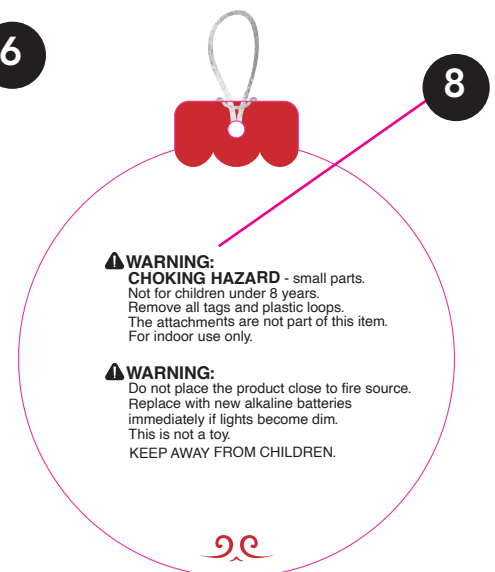 6
8
WARNING:
CHOKING HAZARD - small parts.
Not for children under 8 years.
Remove all tags and plastic loops.
The attachments are not part of this item.
For indoor use only.
WARNING:
Do not place the product close to fire source.
Replace with new alkaline batteries
immediately if lights become dim.
This is not a toy.
KEEP AWAY FROM CHILDREN.